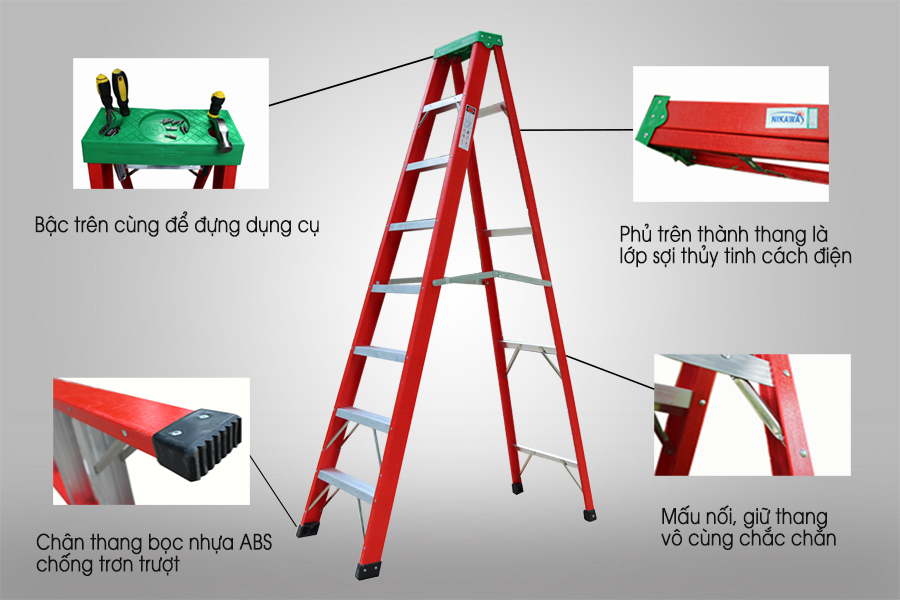 Bậc trên cùng để đựng dụng cụ
NIKAWA
Phủ trên thành thang là
lớp sợi thủy tinh cách điện
Chân thang bọc nhựa ABS
chống trơn trượt
Mấu nối, giữ thang
vô cùng chắc chắn